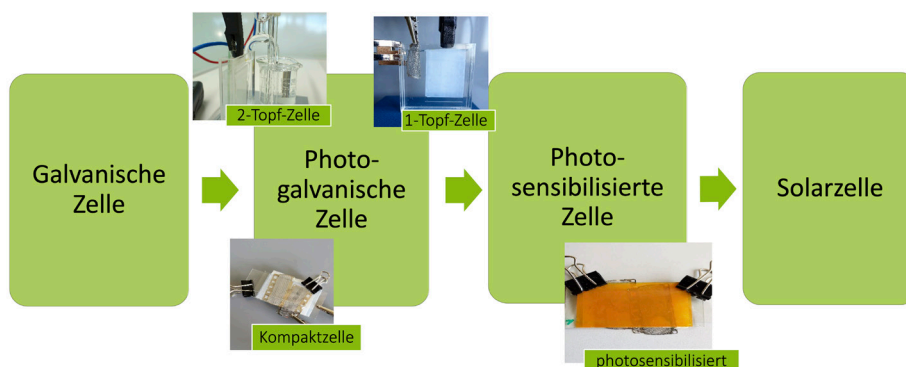 Galvanische
Zelle
2-Topf-Zelle
Photo-
galvanische
Zelle
Kompaktzelle
1-Topf-Zelle
Photo-
sensibilisierte
Zelle
photosensibilisiert
Solarzelle